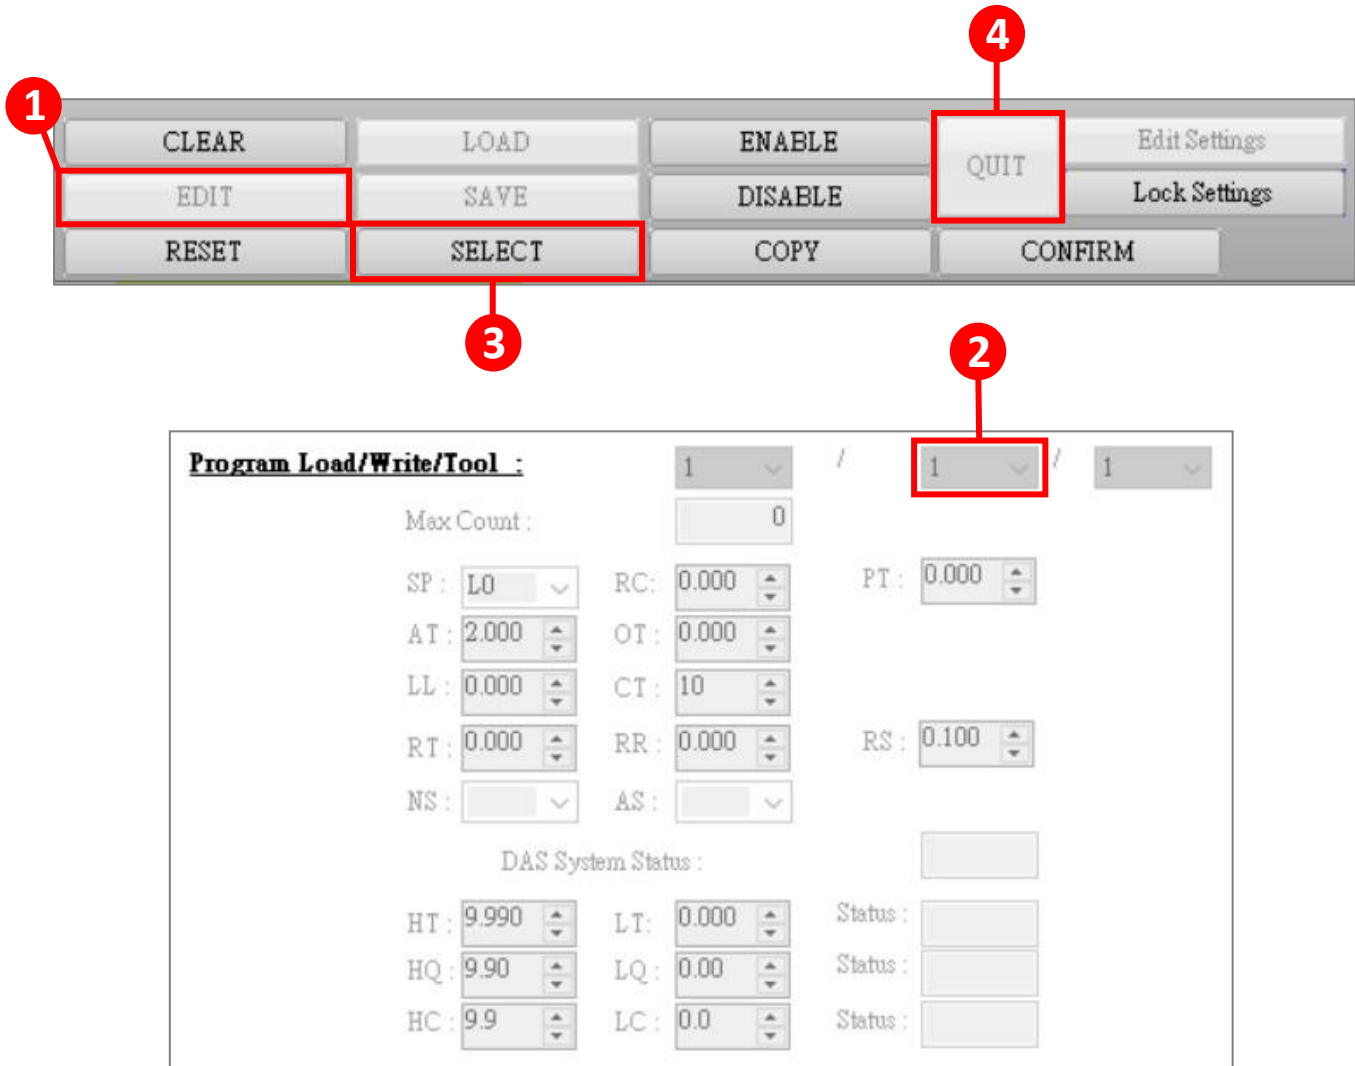 4
1
CLEAR LOAD ENABLE QUIT Edit Settings
EDIT SAVE DISABLE Lock Settings
RESET SELECT COPY CONFIRM
3
2
Program Load/Write/Tool : 1 / 1 / 1
Max Count : 0
SP : L0 RC: 0.000 PT : 0.000
AT : 2.000 OT : 0.000
LL : 0.000 CT : 10
RT : 0.000 RR : 0.000 RS : 0.100
NS : AS :
DAS System Status :
HT : 9.990 LT: 0.000 Status :
HQ : 9.90 LQ : 0.00 Status :
HC : 9.9 LC : 0.0 Status :